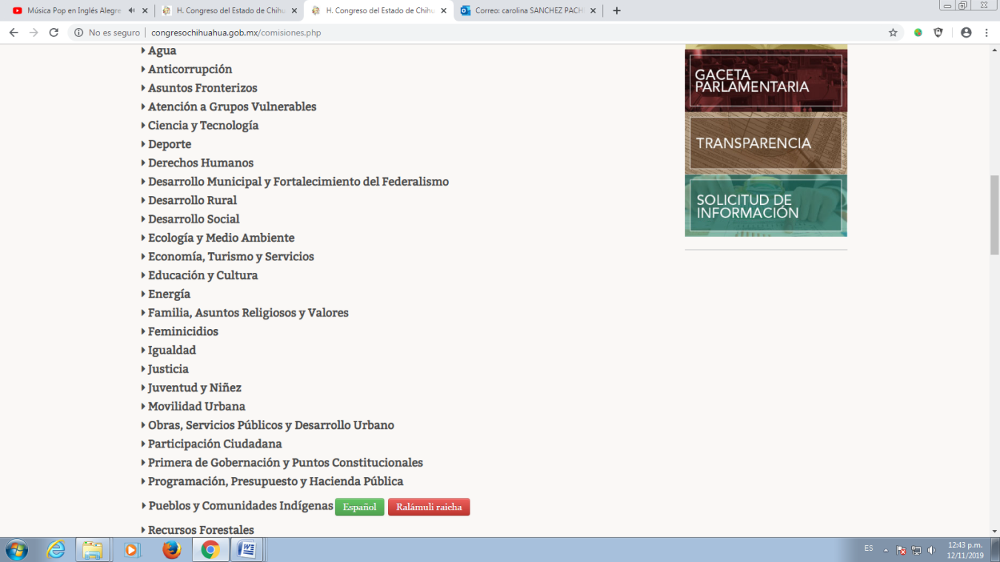 Música Pop en Inglés Alegre
H. Congreso del Estado de Chihu
H. Congreso del Estado de Chihu
Correo: carolina SANCHEZ PACH
No es seguro | congresochihuahua.gob.mx/comisiones.php
Agua
Anticorrupción
Asuntos Fronterizos
Atención a Grupos Vulnerables
Ciencia y Tecnología
Deporte
Derechos Humanos
Desarrollo Municipal y Fortalecimiento del Federalismo
Desarrollo Rural
Desarrollo Social
Ecología y Medio Ambiente
Economía, Turismo y Servicios
Educación y Cultura
Energía
Familia, Asuntos Religiosos y Valores
Feminicidios
Igualdad
Justicia
Juventud y Niñez
Movilidad Urbana
Obras, Servicios Públicos y Desarrollo Urbano
Participación Ciudadana
Primera de Gobernación y Puntos Constitucionales
Programación, Presupuesto y Hacienda Pública
Pueblos y Comunidades Indígenas Español Ralámuli raicha
Recursos Forestales
GACETA
PARLAMENTARIA
TRANSPARENCIA
SOLICITUD DE
INFORMACIÓN
ES
12:43 p.m.
12/11/2019